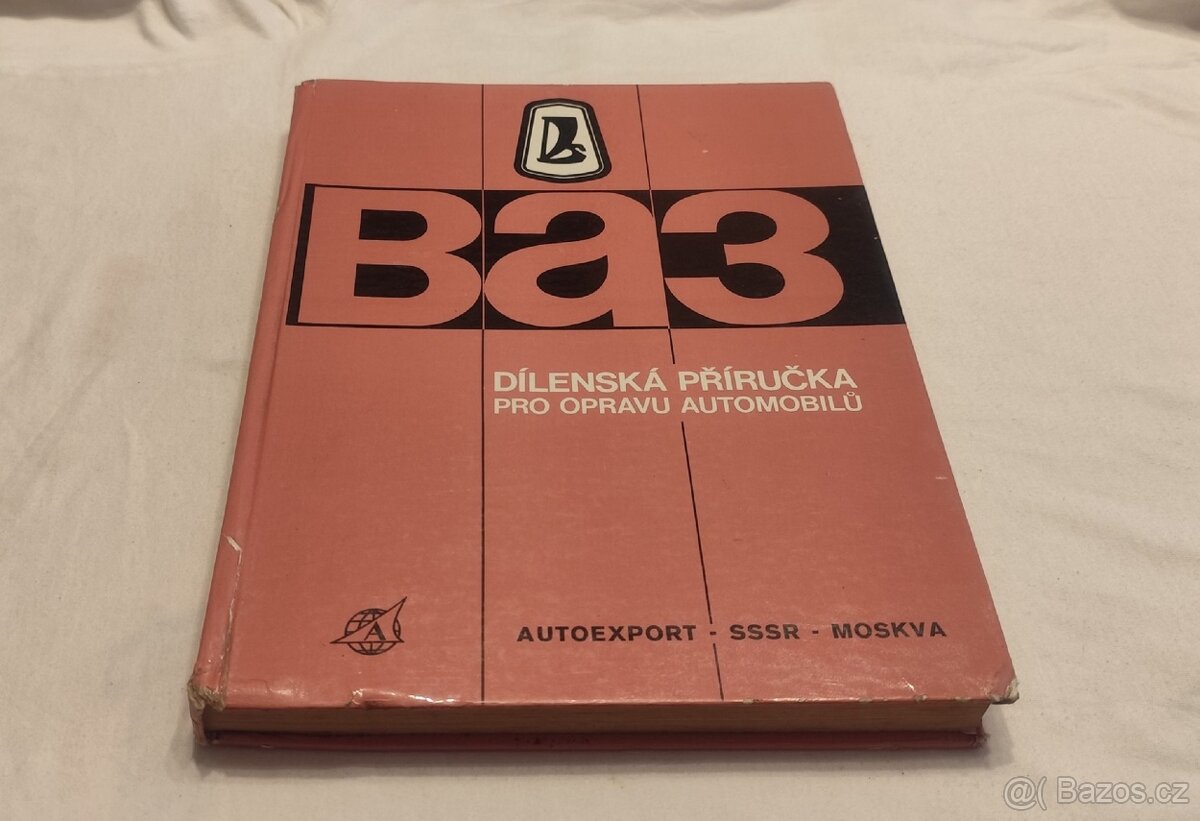 Ваз
DÍLENSKÁ PŘÍRUČKA
PRO OPRAVU AUTOMOBILŮ
A
AUTOEXPORT - SSSR - MOSKVA
@( Bazos.cz